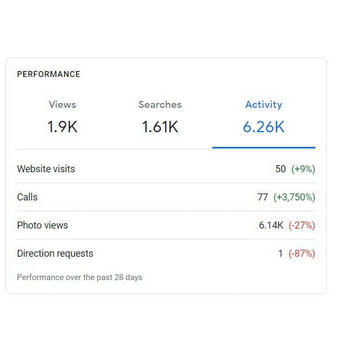 PERFORMANCE
Views Searches Activity
1.9K 1.61K 6.26K
Website visits 50 (+9%)
Calls 77 (+3,750%)
Photo views 6.14K (-27%)
Direction requests 1 (-87%)
Performance over the past 28 days